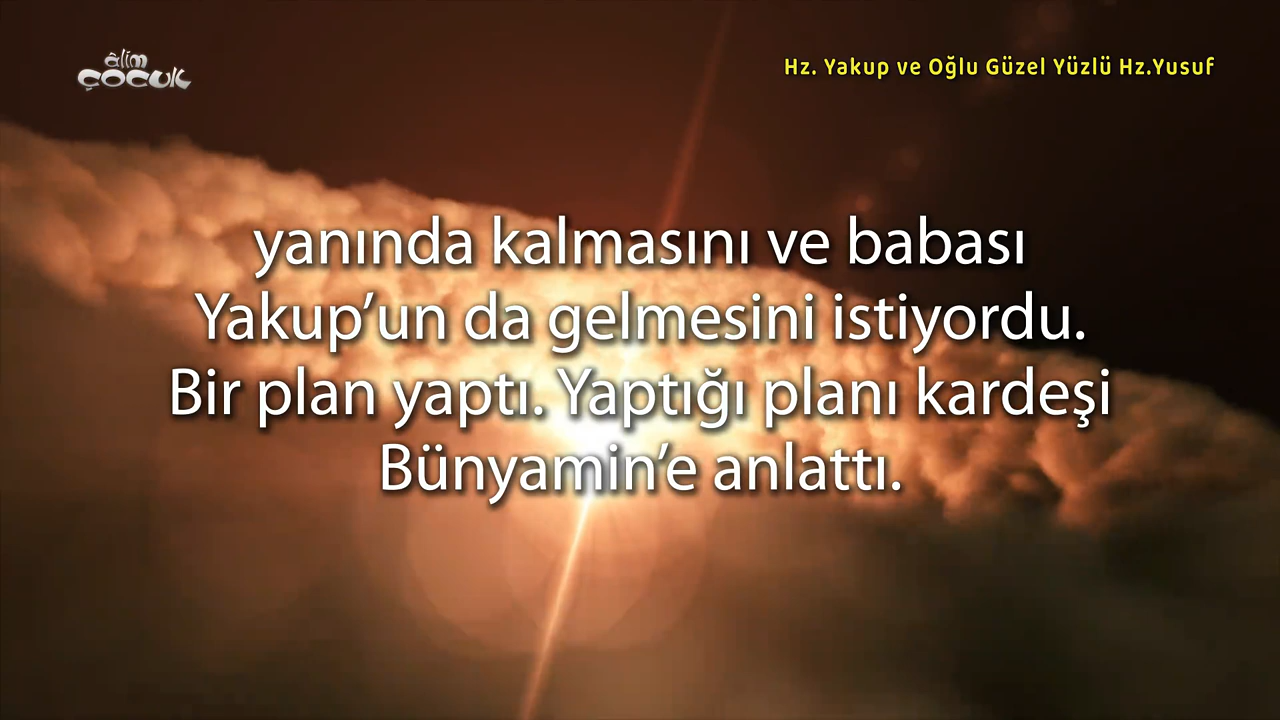 âlim
ÇOCUK
Hz. Yakup ve Oğlu Güzel Yüzlü Hz.Yusuf
yanında kalmasını ve babası
Yakup’un da gelmesini istiyordu.
Bir plan yaptı. Yaptığı planı kardeşi
Bünyamin’e anlattı.